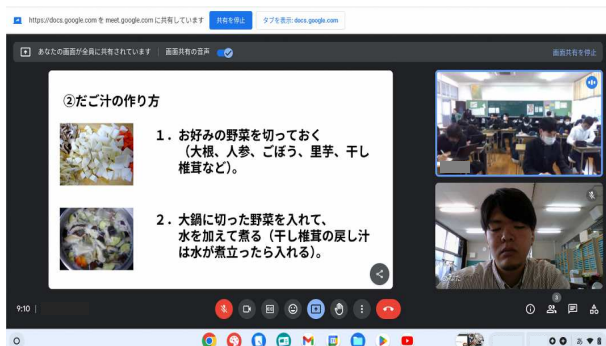 https://docs.google.com を meet.google.com に共有しています
共有を停止
タブを表示: docs.google.com
あなたの画面が全員に共有されています
画面共有の音声
画面共有を停止
②だご汁の作り方
1．お好みの野菜を切っておく
（大根、人参、ごぼう、里芋、干し
椎茸など）。
2．大鍋に切った野菜を入れて、
水を加えて煮る（干し椎茸の戻し汁
は水が煮立ったら入れる）。
あなた
9:10
3
あ